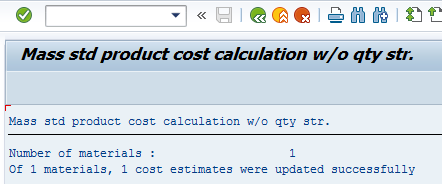 Mass std product cost calculation w/o qty str.
Mass std product cost calculation w/o qty str.
Number of materials : 1
Of 1 materials, 1 cost estimates were updated successfully